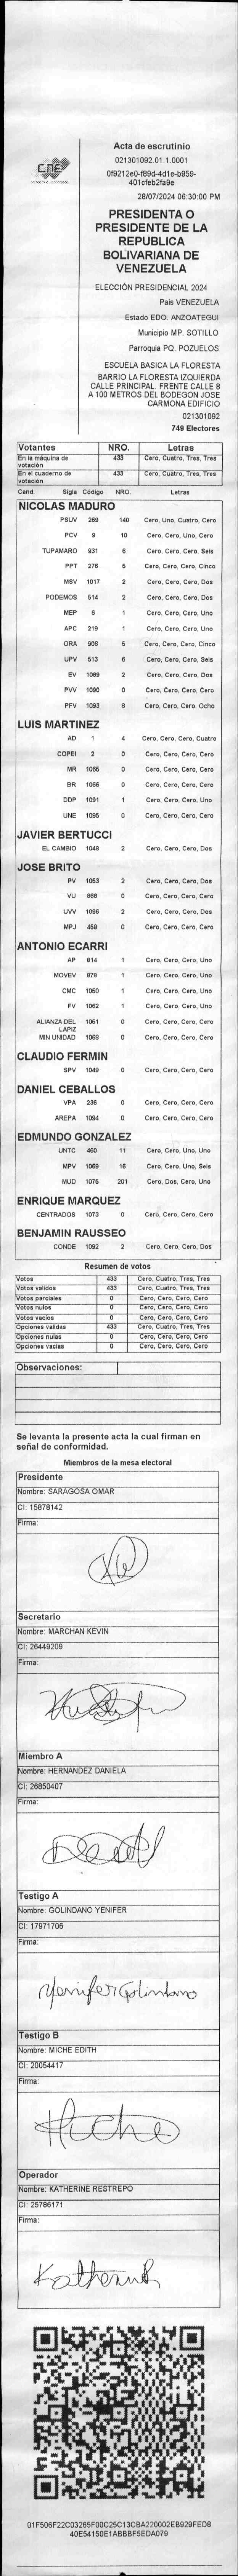 CNE
Acta de escrutinio
021301092.01.1.0001
0f9212e0-f89d-4d1e-b959-
401cfeb2fa9e
28/07/2024 06:30:00 PM
PRESIDENTA O
PRESIDENTE DE LA
REPUBLICA
BOLIVARIANA DE
VENEZUELA
ELECCIÓN PRESIDENCIAL 2024
Pais VENEZUELA
Estado EDO. ANZOATEGUI
Municipio MP. SOTILLO
Parroquia PQ. POZUELOS
ESCUELA BASICA LA FLORESTA
BARRIO LA FLORESTA IZQUIERDA
CALLE PRINCIPAL. FRENTE CALLE 8
A 100 METROS DEL BODEGON JOSE
CARMONA EDIFICIO
021301092
749 Electores
Votantes NRO. Letras
En la máquina de votación 433 Cero, Cuatro, Tres, Tres
En el cuaderno de votación 433 Cero, Cuatro, Tres, Tres
Cand. Sigla Código NRO. Letras
NICOLAS MADURO
PSUV 269 140 Cero, Uno, Cuatro, Cero
PCV 9 10 Cero, Cero, Uno, Cero
TUPAMARO 931 6 Cero, Cero, Cero, Seis
PPT 276 5 Cero, Cero, Cero, Cinco
MSV 1017 2 Cero, Cero, Cero, Dos
PODEMOS 514 2 Cero, Cero, Cero, Dos
MEP 6 1 Cero, Cero, Cero, Uno
APC 219 1 Cero, Cero, Cero, Uno
ORA 906 5 Cero, Cero, Cero, Cinco
UPV 513 6 Cero, Cero, Cero, Seis
EV 1089 2 Cero, Cero, Cero, Dos
PVV 1090 0 Cero, Cero, Cero, Cero
PFV 1093 8 Cero, Cero, Cero, Ocho
LUIS MARTINEZ
AD 1 4 Cero, Cero, Cero, Cuatro
COPEI 2 0 Cero, Cero, Cero, Cero
MR 1065 0 Cero, Cero, Cero, Cero
BR 1066 0 Cero, Cero, Cero, Cero
DDP 1091 1 Cero, Cero, Cero, Uno
UNE 1095 0 Cero, Cero, Cero, Cero
JAVIER BERTUCCI
EL CAMBIO 1048 2 Cero, Cero, Cero, Dos
JOSE BRITO
PV 1053 2 Cero, Cero, Cero, Dos
VU 868 0 Cero, Cero, Cero, Cero
UVV 1096 2 Cero, Cero, Cero, Dos
MPJ 459 0 Cero, Cero, Cero, Cero
ANTONIO ECARRI
AP 814 1 Cero, Cero, Cero, Uno
MOVEV 878 1 Cero, Cero, Cero, Uno
CMC 1050 1 Cero, Cero, Cero, Uno
FV 1062 1 Cero, Cero, Cero, Uno
ALIANZA DEL LAPIZ 1061 0 Cero, Cero, Cero, Cero
MIN UNIDAD 1068 0 Cero, Cero, Cero, Cero
CLAUDIO FERMIN
SPV 1049 0 Cero, Cero, Cero, Cero
DANIEL CEBALLOS
VPA 236 0 Cero, Cero, Cero, Cero
AREPA 1094 0 Cero, Cero, Cero, Cero
EDMUNDO GONZALEZ
UNTC 460 11 Cero, Cero, Uno, Uno
MPV 1069 16 Cero, Cero, Uno, Seis
MUD 1075 201 Cero, Dos, Cero, Uno
ENRIQUE MARQUEZ
CENTRADOS 1073 0 Cero, Cero, Cero, Cero
BENJAMIN RAUSSEO
CONDE 1092 2 Cero, Cero, Cero, Dos
Resumen de votos
Votos 433 Cero, Cuatro, Tres, Tres
Votos validos 433 Cero, Cuatro, Tres, Tres
Votos parciales 0 Cero, Cero, Cero, Cero
Votos nulos 0 Cero, Cero, Cero, Cero
Votos vacios 0 Cero, Cero, Cero, Cero
Opciones validas 433 Cero, Cuatro, Tres, Tres
Opciones nulas 0 Cero, Cero, Cero, Cero
Opciones vacias 0 Cero, Cero, Cero, Cero
Observaciones:
Se levanta la presente acta la cual firman en
señal de conformidad.
Miembros de la mesa electoral
Presidente
Nombre: SARAGOSA OMAR
CI: 15878142
Firma:
Secretario
Nombre: MARCHAN KEVIN
CI: 26449209
Firma:
Miembro A
Nombre: HERNANDEZ DANIELA
CI: 26850407
Firma:
Testigo A
Nombre: GOLINDANO YENIFER
CI: 17971706
Firma:
Yenifer Golindano
Testigo B
Nombre: MICHE EDITH
CI: 20054417
Firma:
Miche
Operador
Nombre: KATHERINE RESTREPO
CI: 25786171
Firma:
01F506F22C03265F00C25C13CBA220002EB929FED8
40E54150E1ABBBF5EDA079